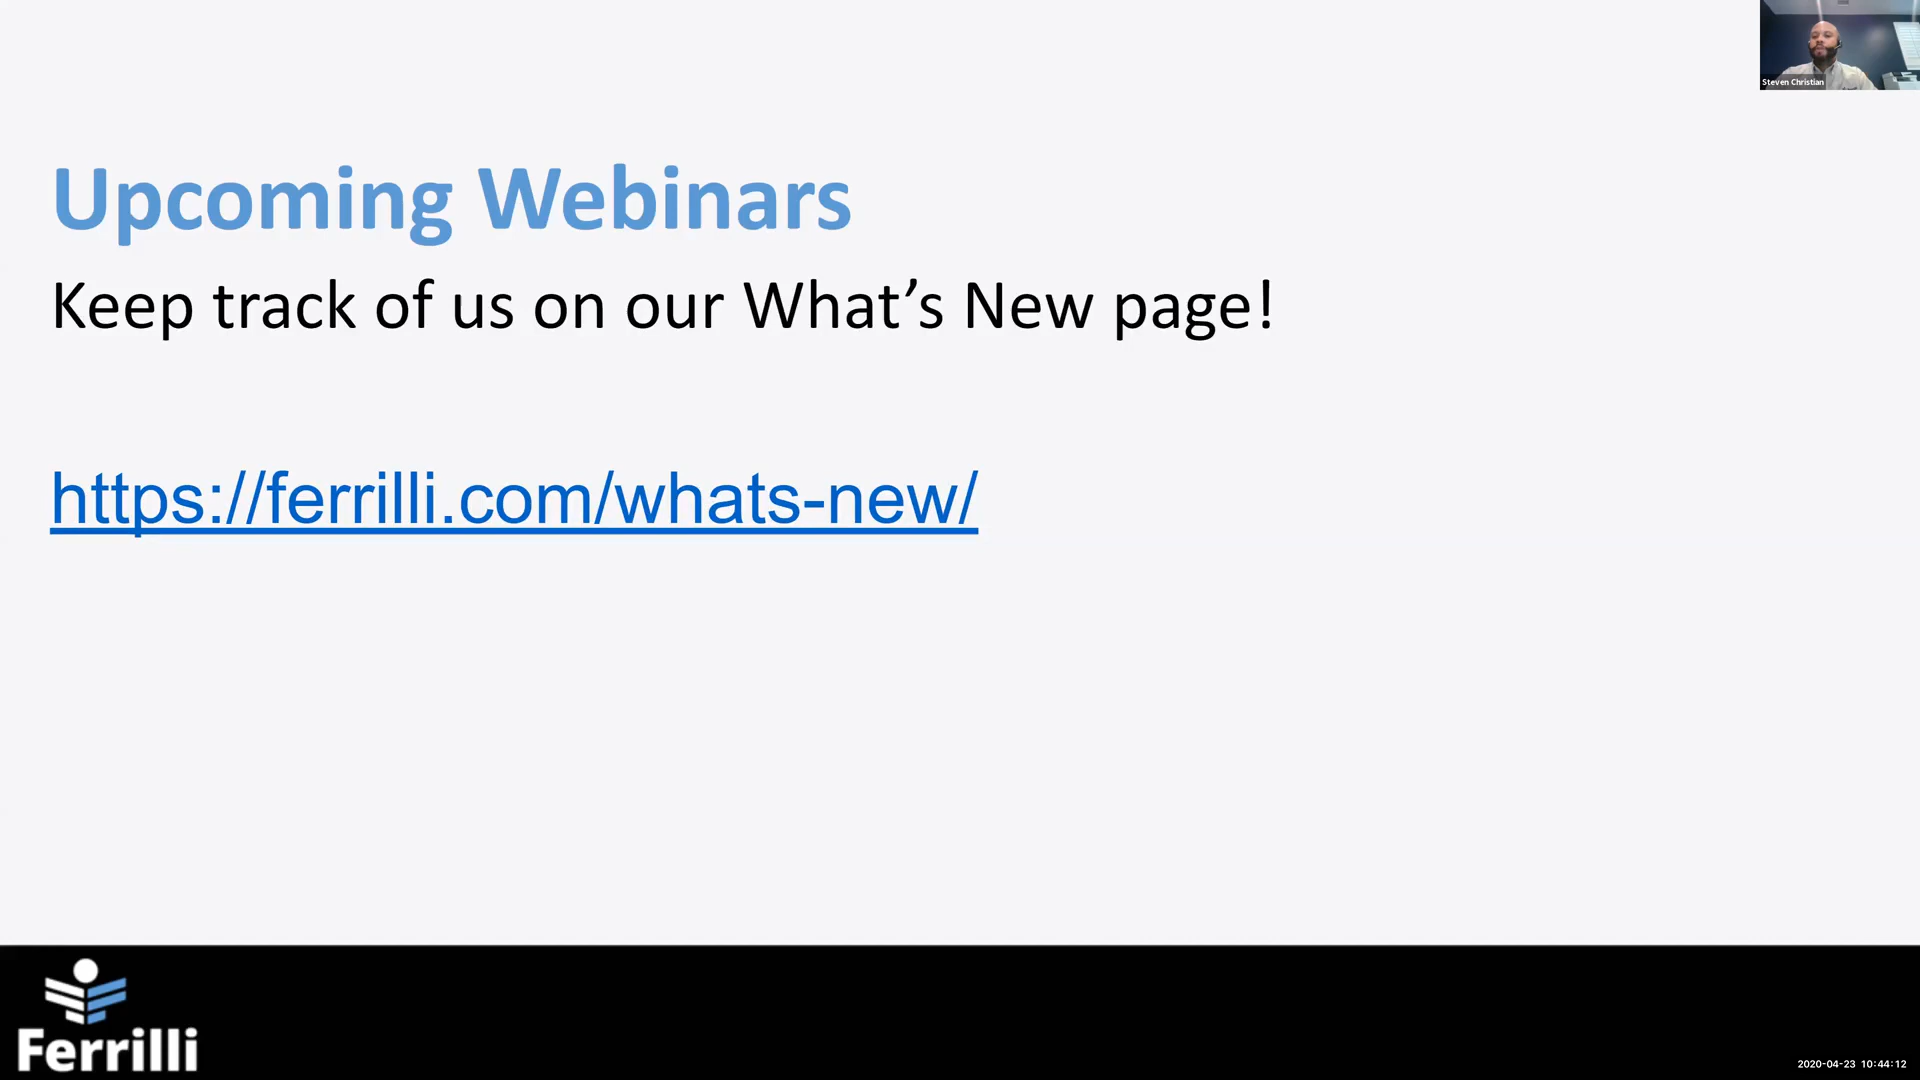 Steven Christian
Upcoming Webinars
Keep track of us on our What’s New page!
https://ferrilli.com/whats-new/
Ferrilli
2020-04-23 10:44:12